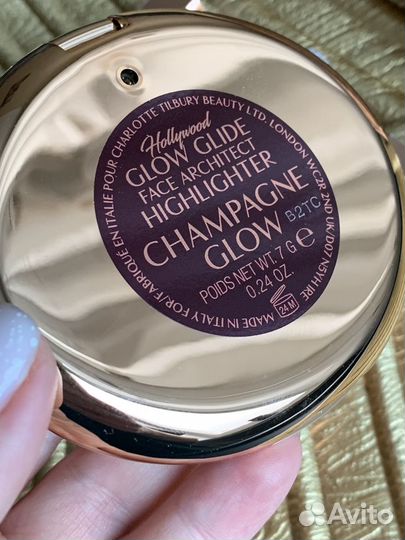 Hollywood
GLOW GLIDE
FACE ARCHITECT
HIGHLIGHTER
CHAMPAGNE
GLOW B2TC
POIDS NET WT. 7 G ℮
0.24 OZ.
24M
MADE IN ITALY FOR/FABRIQUÉ EN ITALIE POUR CHARLOTTE TILBURY BEAUTY LTD. LONDON WC2R 2ND UK/D07 N5YH IRE
Avito